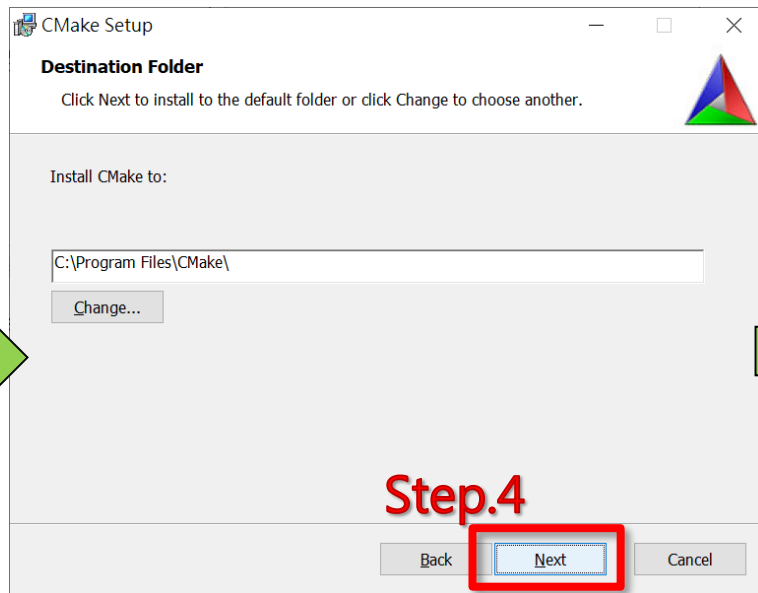 CMake Setup
Destination Folder
Click Next to install to the default folder or click Change to choose another.
Install CMake to:
C:\Program Files\CMake\
Change...
Step.4
Back
Next
Cancel